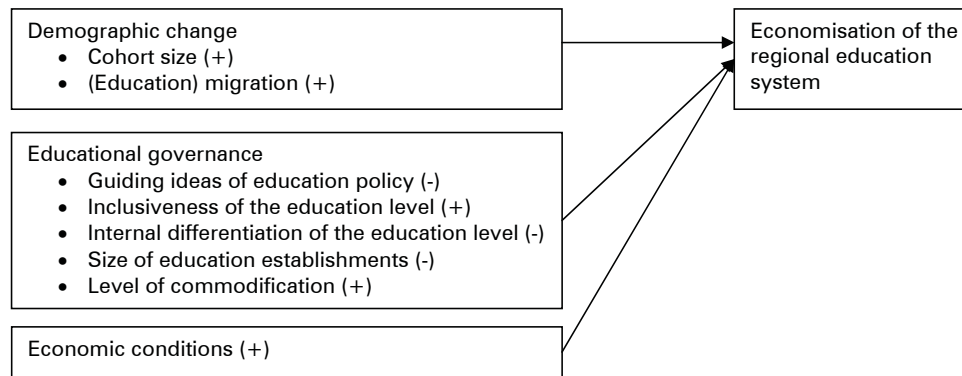 Demographic change
• Cohort size (+)
• (Education) migration (+)
Educational governance
• Guiding ideas of education policy (-)
• Inclusiveness of the education level (+)
• Internal differentiation of the education level (-)
• Size of education establishments (-)
• Level of commodification (+)
Economic conditions (+)
Economisation of the
regional education
system